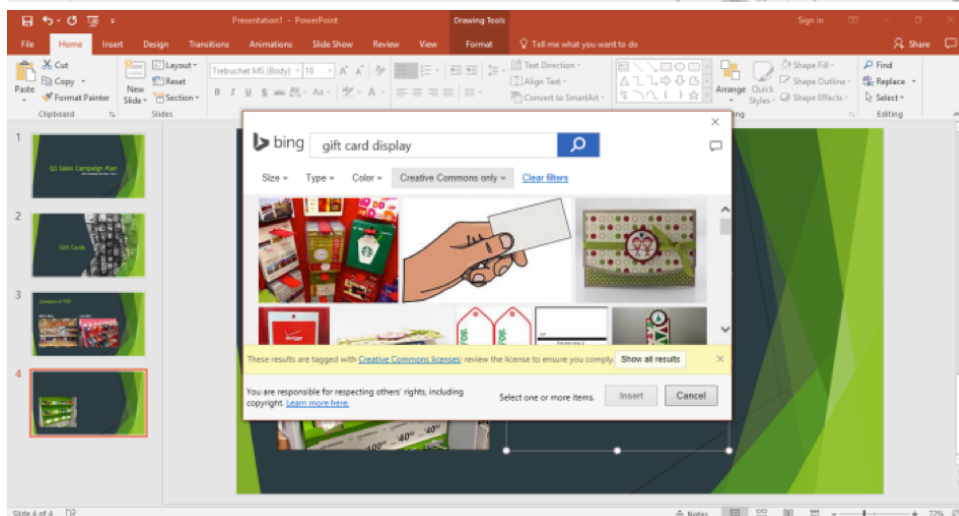 Presentation1 - PowerPoint
Drawing Tools
Sign in
File Home Insert Design Transitions Animations Slide Show Review View Format Tell me what you want to do Share
Cut
Copy
Format Painter
Paste
Clipboard
New Slide
Layout
Reset
Section
Slides
Trebuchet MS (Body) 18
Text Direction
Align Text
Convert to SmartArt
Arrange
Quick Styles
Shape Fill
Shape Outline
Shape Effects
Find
Replace
Select
Editing
1
Q3 Sales Campaign Plan
2
Gift Cards
3
4
bing
gift card display
Size Type Color Creative Commons only Clear filters
These results are tagged with Creative Commons licenses; review the license to ensure you comply. Show all results
You are responsible for respecting others' rights, including
copyright. Learn more here.
Select one or more items. Insert Cancel
Slide 4 of 4
Notes
72%